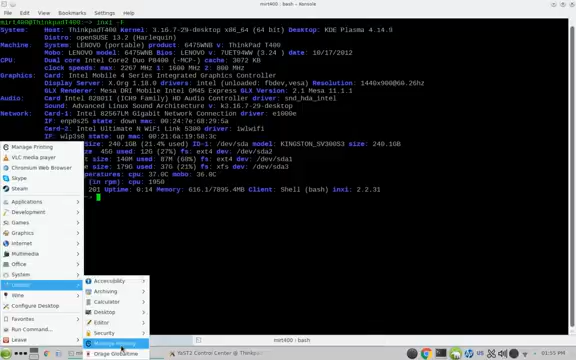 mirt400 : bash – Konsole
File Edit View Bookmarks Settings Help
mirt400@ThinkpadT400:~> inxi -F
System: Host: ThinkpadT400 Kernel: 3.16.7-29-desktop x86_64 (64 bit) Desktop: KDE Plasma 4.14.9
Distro: openSUSE 13.2 (Harlequin)
Machine: System: LENOVO (portable) product: 6475WNB v: ThinkPad T400
Mobo: LENOVO model: 6475WNB Bios: LENOVO v: 7UET94WW (3.24 ) date: 10/17/2012
CPU: Dual core Intel Core2 Duo P8400 (-MCP-) cache: 3072 KB
clock speeds: max: 2267 MHz 1: 1600 MHz 2: 800 MHz
Graphics: Card: Intel Mobile 4 Series Integrated Graphics Controller
Display Server: X.Org 1.18.0 drivers: intel (unloaded: fbdev,vesa) Resolution: 1440x900@60.26hz
GLX Renderer: Mesa DRI Mobile Intel GM45 Express GLX Version: 2.1 Mesa 11.1.1
Audio: Card Intel 82801I (ICH9 Family) HD Audio Controller driver: snd_hda_intel
Sound: Advanced Linux Sound Architecture v: k3.16.7-29-desktop
Network: Card-1: Intel 82567LM Gigabit Network Connection driver: e1000e
IF: enp0s25 state: down mac: 00:24:7e:68:79:5a
Card-2: Intel Ultimate N WiFi Link 5300 driver: iwlwifi
IF: wlp3s0 state: up mac: 00:21:6a:19:58:3c
Size: 240.1GB (21.4% used) ID-1: /dev/sda model: KINGSTON_SV300S3 size: 240.1GB
size: 45G used: 12G (27%) fs: ext4 dev: /dev/sda2
size: 140M used: 87M (68%) fs: ext4 dev: /dev/sda1
size: 179G used: 37G (21%) fs: xfs dev: /dev/sda3
peratures: cpu: 37.0C mobo: 36.0C
(in rpm): cpu: 1950
201 Uptime: 0:14 Memory: 616.1/7895.4MB Client: Shell (bash) inxi: 2.2.31
Manage Printing
VLC media player
Chromium Web Browser
Skype
Steam
Applications
Development
Games
Graphics
Internet
Multimedia
Office
System
Utilities
Wine
Configure Desktop
Favorites
Run Command...
Leave
Accessibility
Archiving
Calculator
Desktop
Editor
Security
Manage Printing
Orage Globaltime
mirt400 : bash
YaST2 Control Center @ Thinkp
01:55 PM